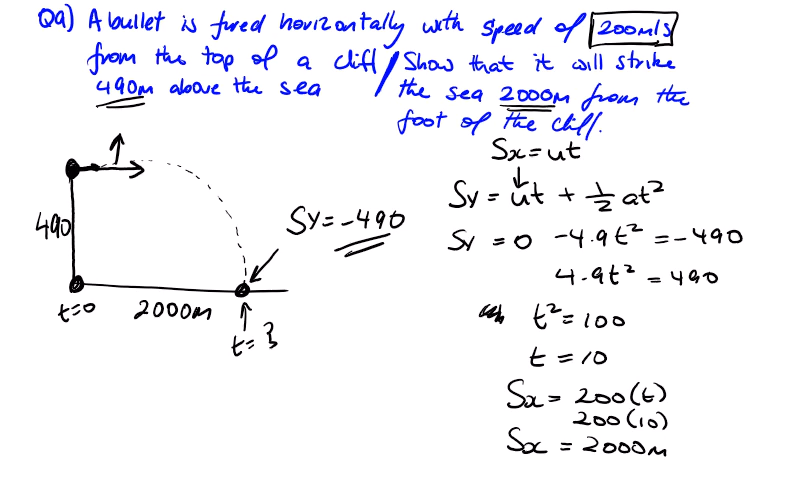 Qa) A bullet is fired horizontally with speed of 200m/s
from the top of a cliff / Show that it will strike
490m above the sea
the sea 2000m from the
foot of the cliff.
Sx = ut
Sy = ut + 1/2 at²
Sy = 0 -4.9t² = -490
4.9t² = 490
t² = 100
t = 10
Sx = 200(t)
200(10)
Sx = 2000m
Sy = -490
490
t=0
2000m
t= ?